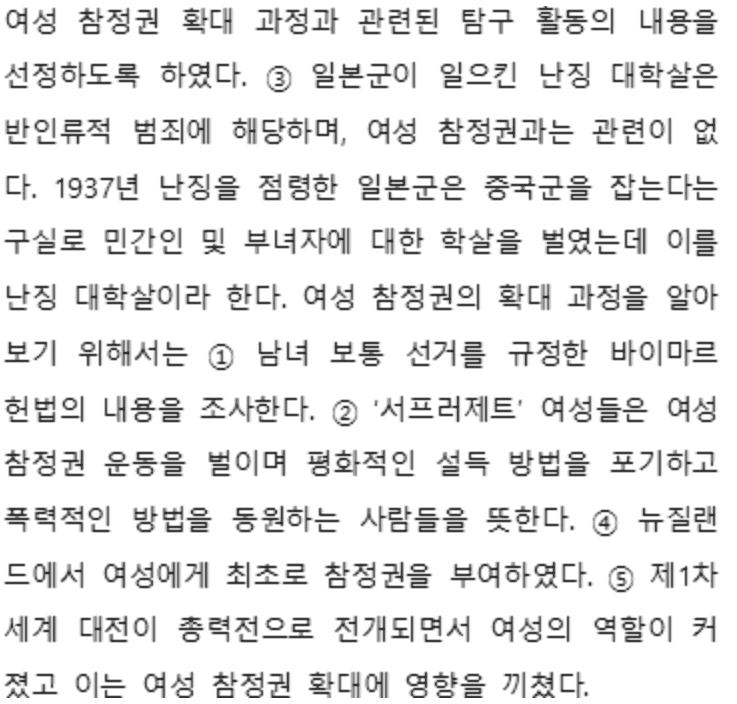 여성 참정권 확대 과정과 관련된 탐구 활동의 내용을
선정하도록 하였다. ③ 일본군이 일으킨 난징 대학살은
반인류적 범죄에 해당하며, 여성 참정권과는 관련이 없
다. 1937년 난징을 점령한 일본군은 중국군을 잡는다는
구실로 민간인 및 부녀자에 대한 학살을 벌였는데 이를
난징 대학살이라 한다. 여성 참정권의 확대 과정을 알아
보기 위해서는 ① 남녀 보통 선거를 규정한 바이마르
헌법의 내용을 조사한다. ② ‘서프러제트’ 여성들은 여성
참정권 운동을 벌이며 평화적인 설득 방법을 포기하고
폭력적인 방법을 동원하는 사람들을 뜻한다. ④ 뉴질랜
드에서 여성에게 최초로 참정권을 부여하였다. ⑤ 제1차
세계 대전이 총력전으로 전개되면서 여성의 역할이 커
졌고 이는 여성 참정권 확대에 영향을 끼쳤다.